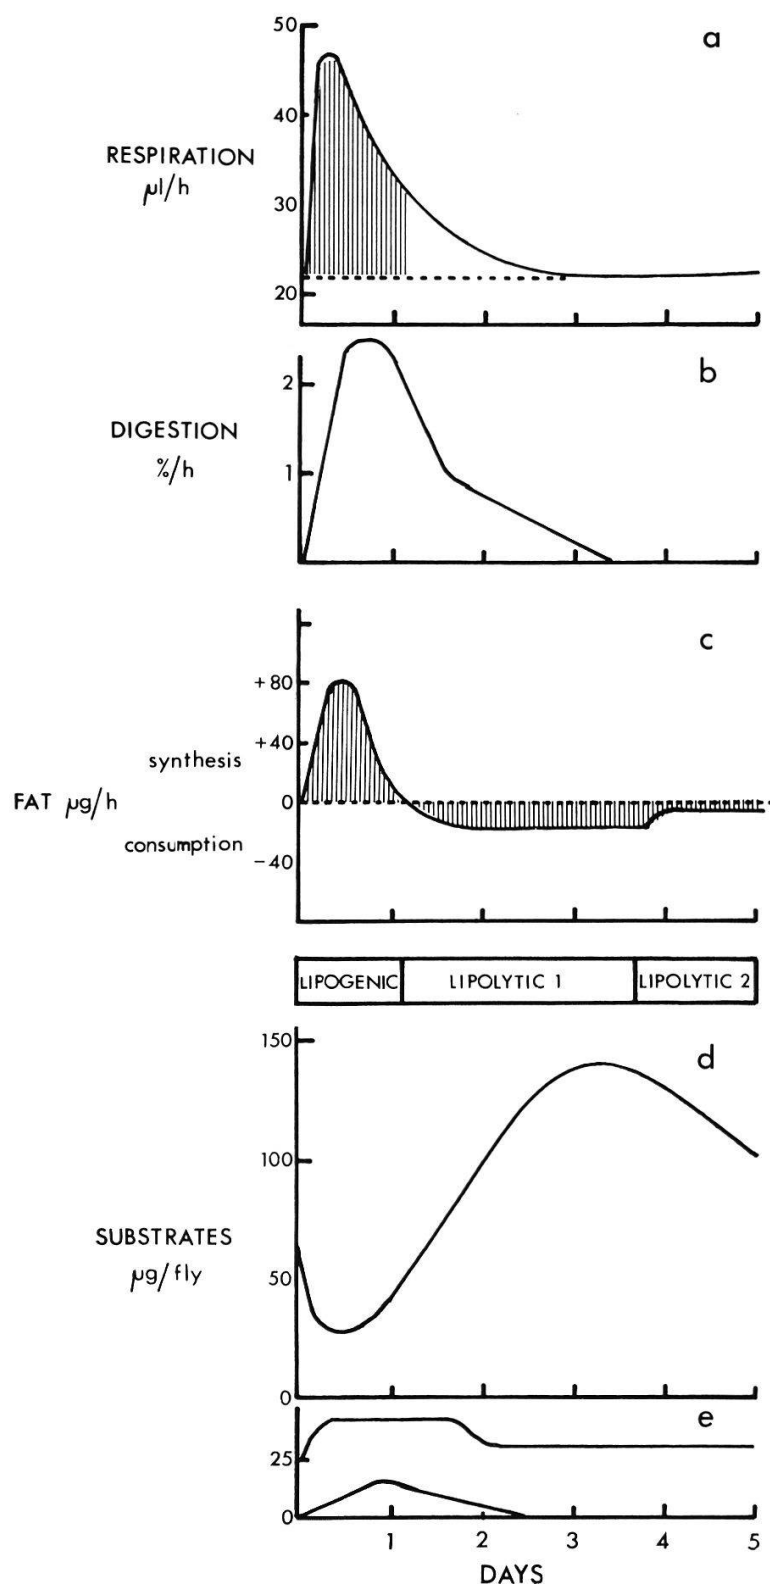 a
50
40
RESPIRATION
µl/h
30
20
b
2
DIGESTION
%/h
1
c
+80
+40
synthesis
FAT µg/h
0
consumption
−40
LIPOGENIC LIPOLYTIC 1 LIPOLYTIC 2
150
d
100
SUBSTRATES
µg/fly
50
0
e
25
0
1 2 3 4 5
DAYS